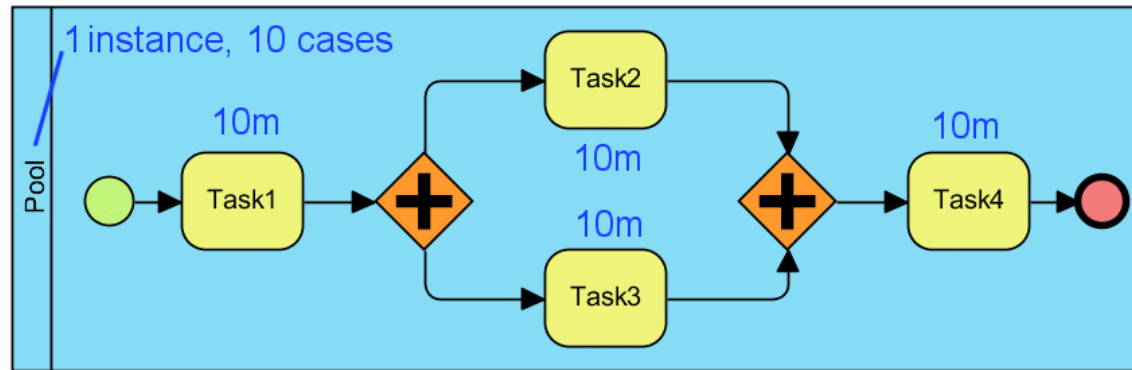 1 instance, 10 cases
Pool
10m
Task1
Task2
10m
10m
Task3
10m
Task4